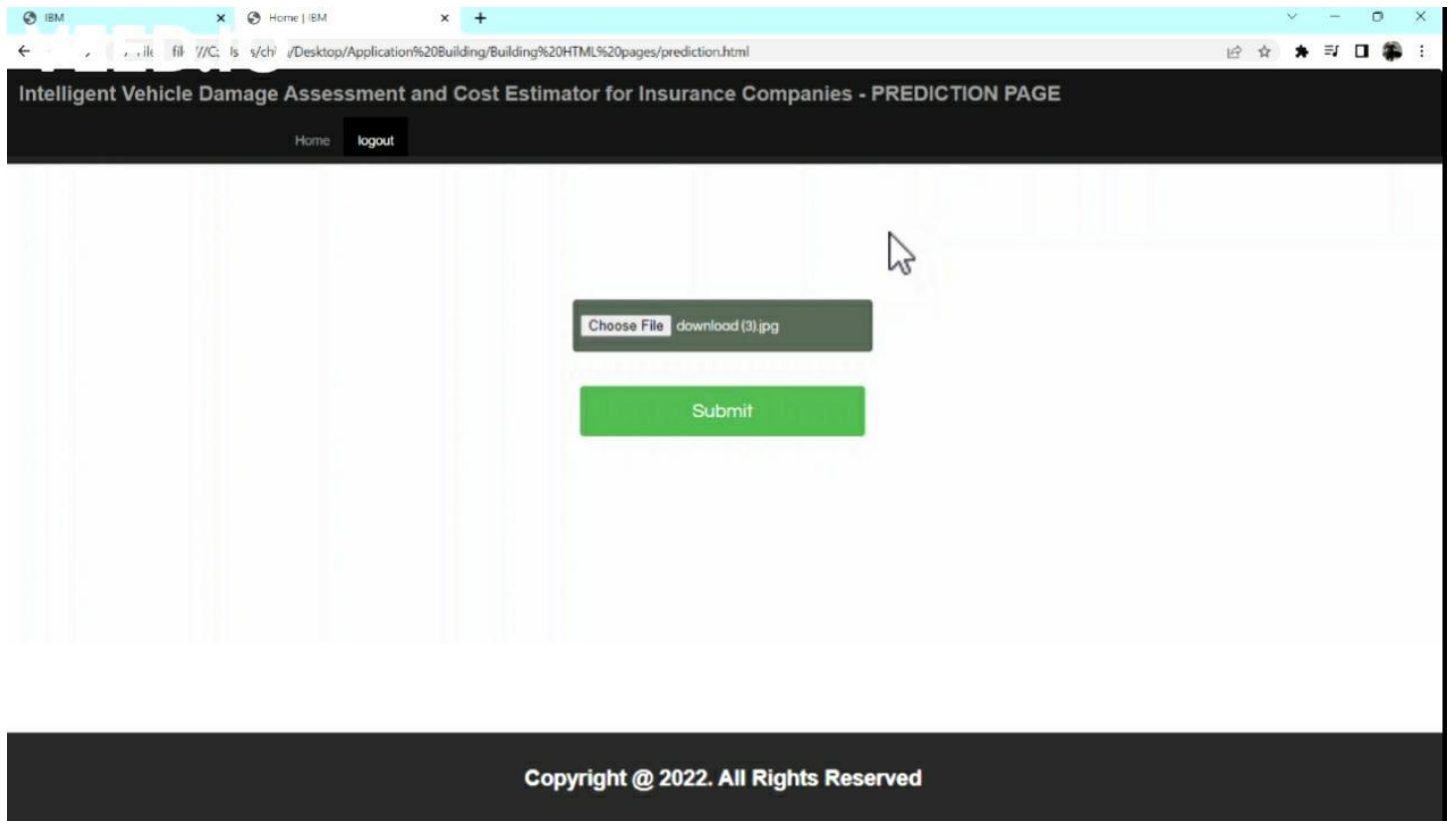 IBM
Home | IBM
/Desktop/Application%20Building/Building%20HTML%20pages/prediction.html
Intelligent Vehicle Damage Assessment and Cost Estimator for Insurance Companies - PREDICTION PAGE
Home logout
Choose File download (3).jpg
Submit
Copyright @ 2022. All Rights Reserved